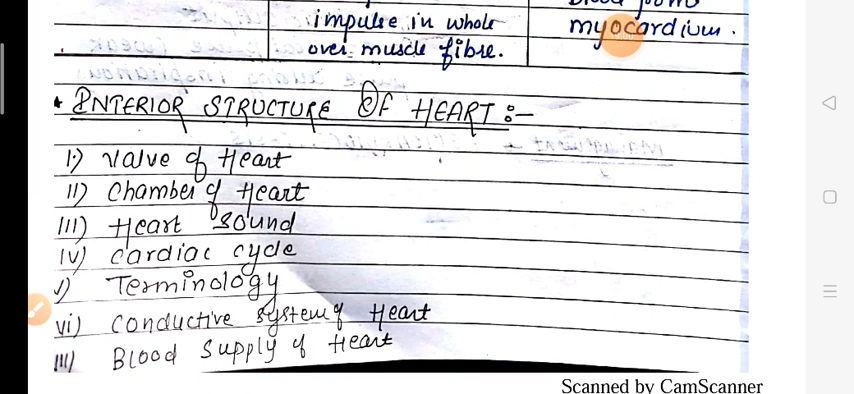 impulse in whole
over muscle fibre.
myocardium.
* INTERIOR STRUCTURE OF HEART :-
I.) Valve of Heart
II) Chamber of Heart
III) Heart Sound
IV) Cardiac cycle
V) Terminology
vi) Conductive system of Heart
III) Blood Supply of Heart
Scanned by CamScanner